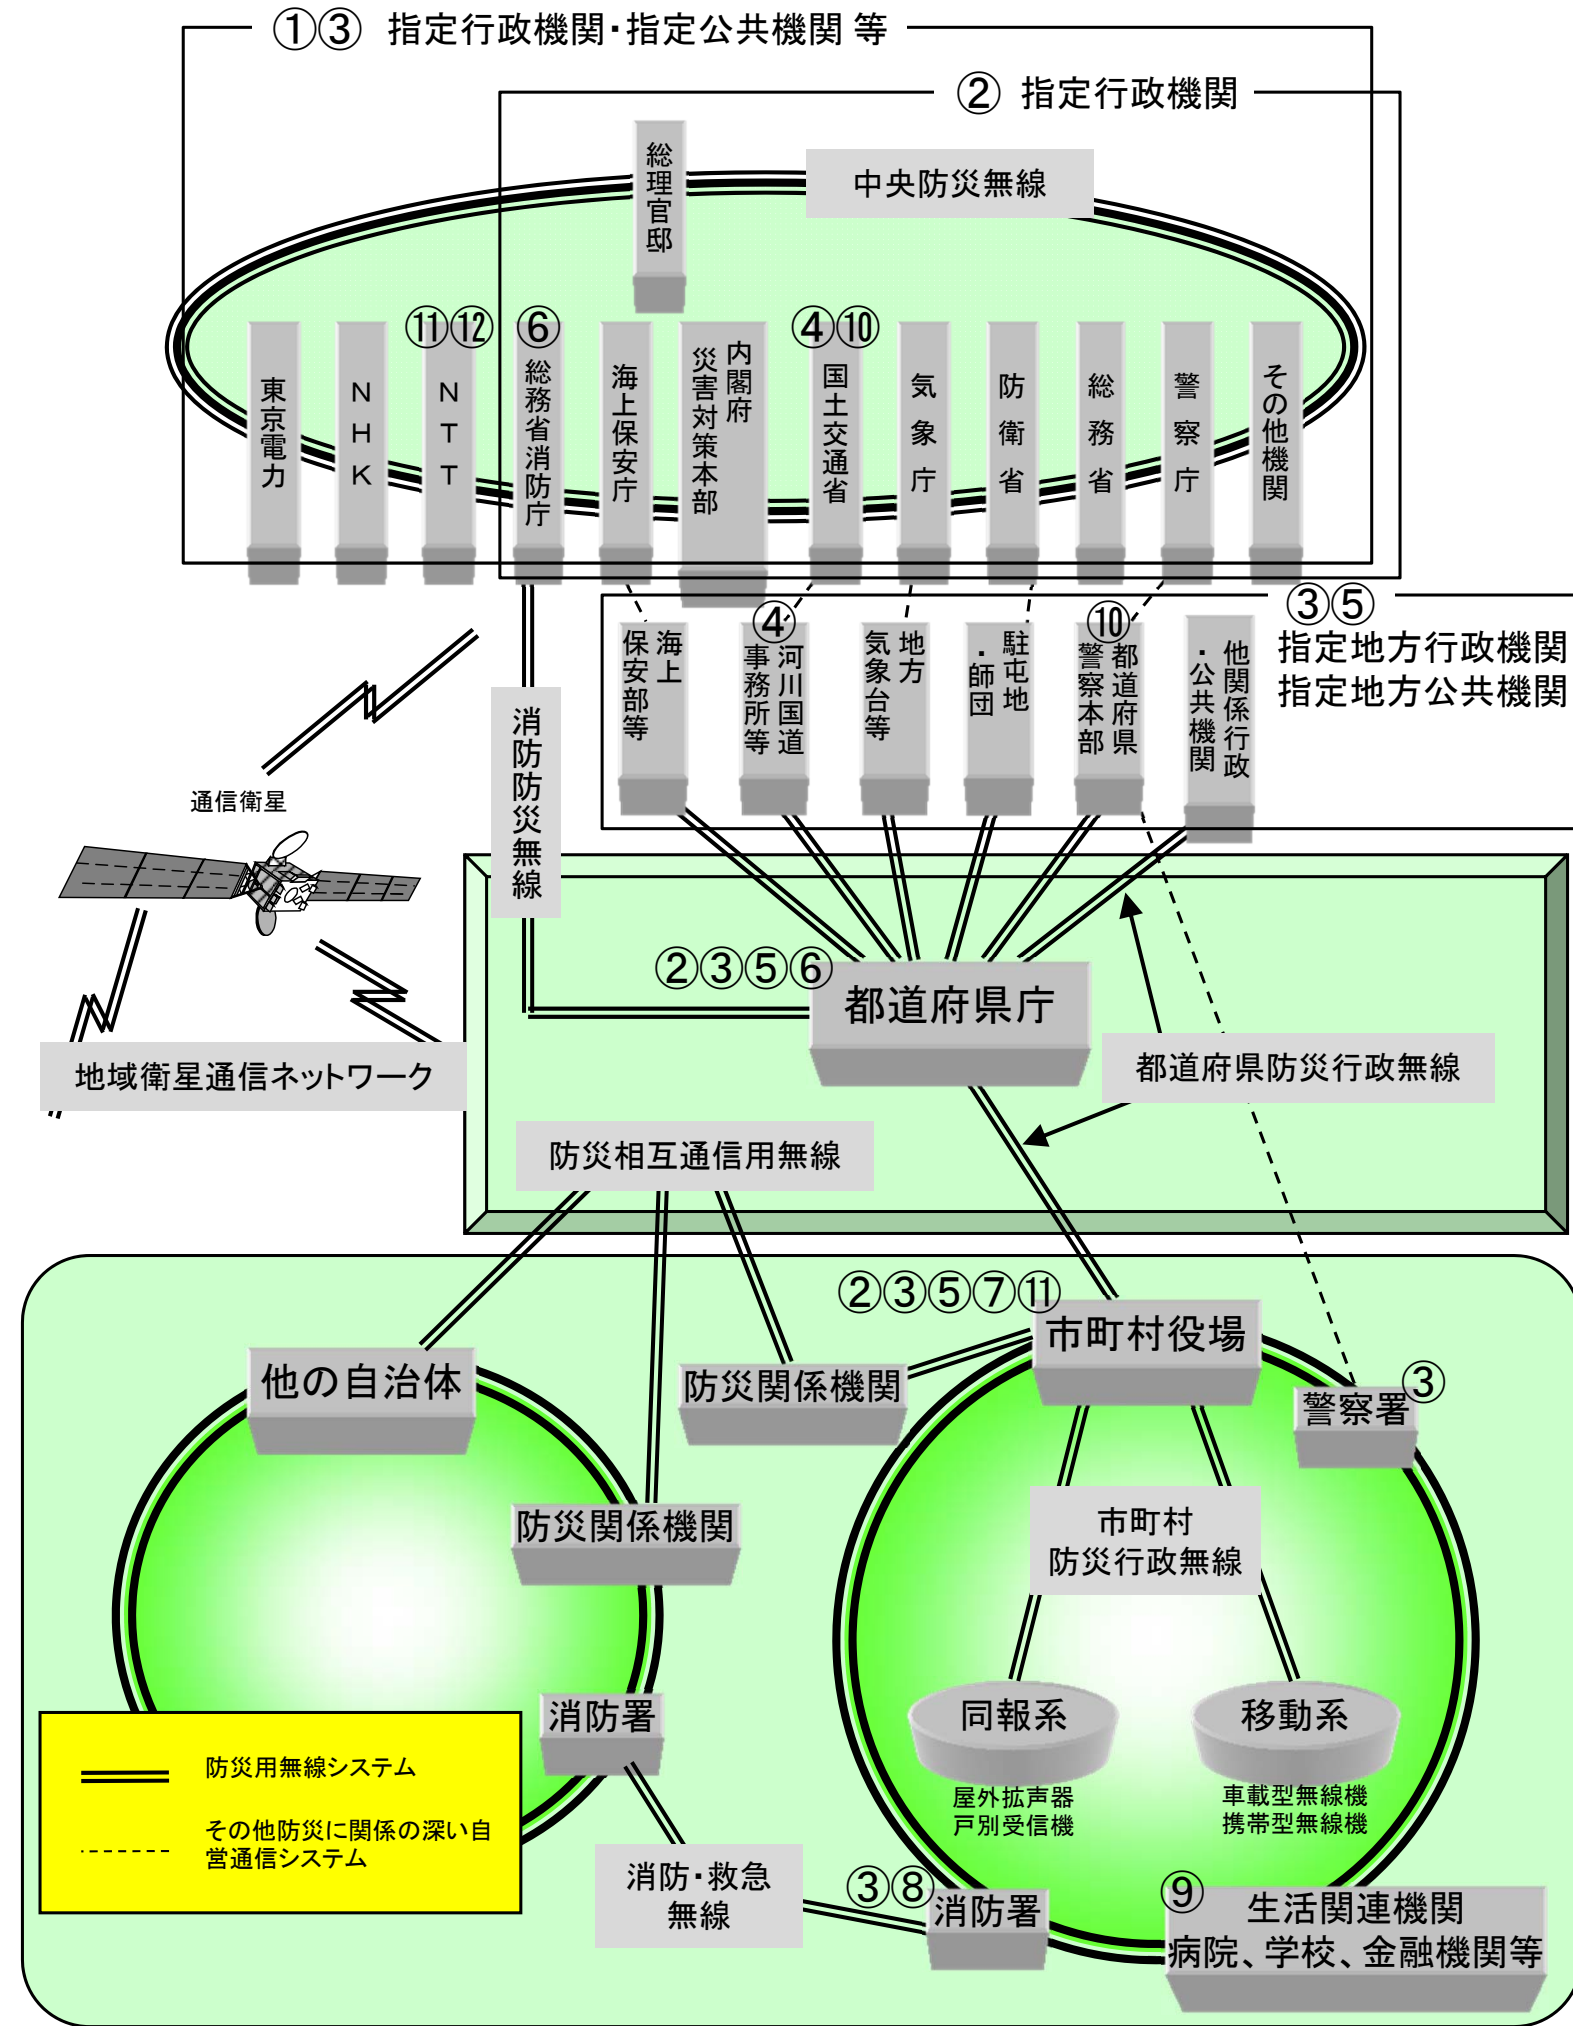 ①③ 指定行政機関・指定公共機関 等
② 指定行政機関
総理官邸
中央防災無線
⑪⑫
⑥
④⑩
東京電力
NHK
NTT
総務省消防庁
海上保安庁
内閣府
災害対策本部
国土交通省
気象庁
防衛省
総務省
警察庁
その他機関
③⑤
指定地方行政機関
指定地方公共機関
海上
保安部等
④
河川国道
事務所等
地方
気象台等
駐屯地
・師団
⑩
都道府県
警察本部
他関係行政
・公共機関
消防防災無線
通信衛星
②③⑤⑥
都道府県庁
地域衛星通信ネットワーク
都道府県防災行政無線
防災相互通信用無線
②③⑤⑦⑪
市町村役場
他の自治体
防災関係機関
③
警察署
防災関係機関
市町村
防災行政無線
消防署
同報系
移動系
屋外拡声器
戸別受信機
車載型無線機
携帯型無線機
防災用無線システム
その他防災に関係の深い自
営通信システム
消防・救急
無線
③⑧
消防署
⑨
生活関連機関
病院、学校、金融機関等